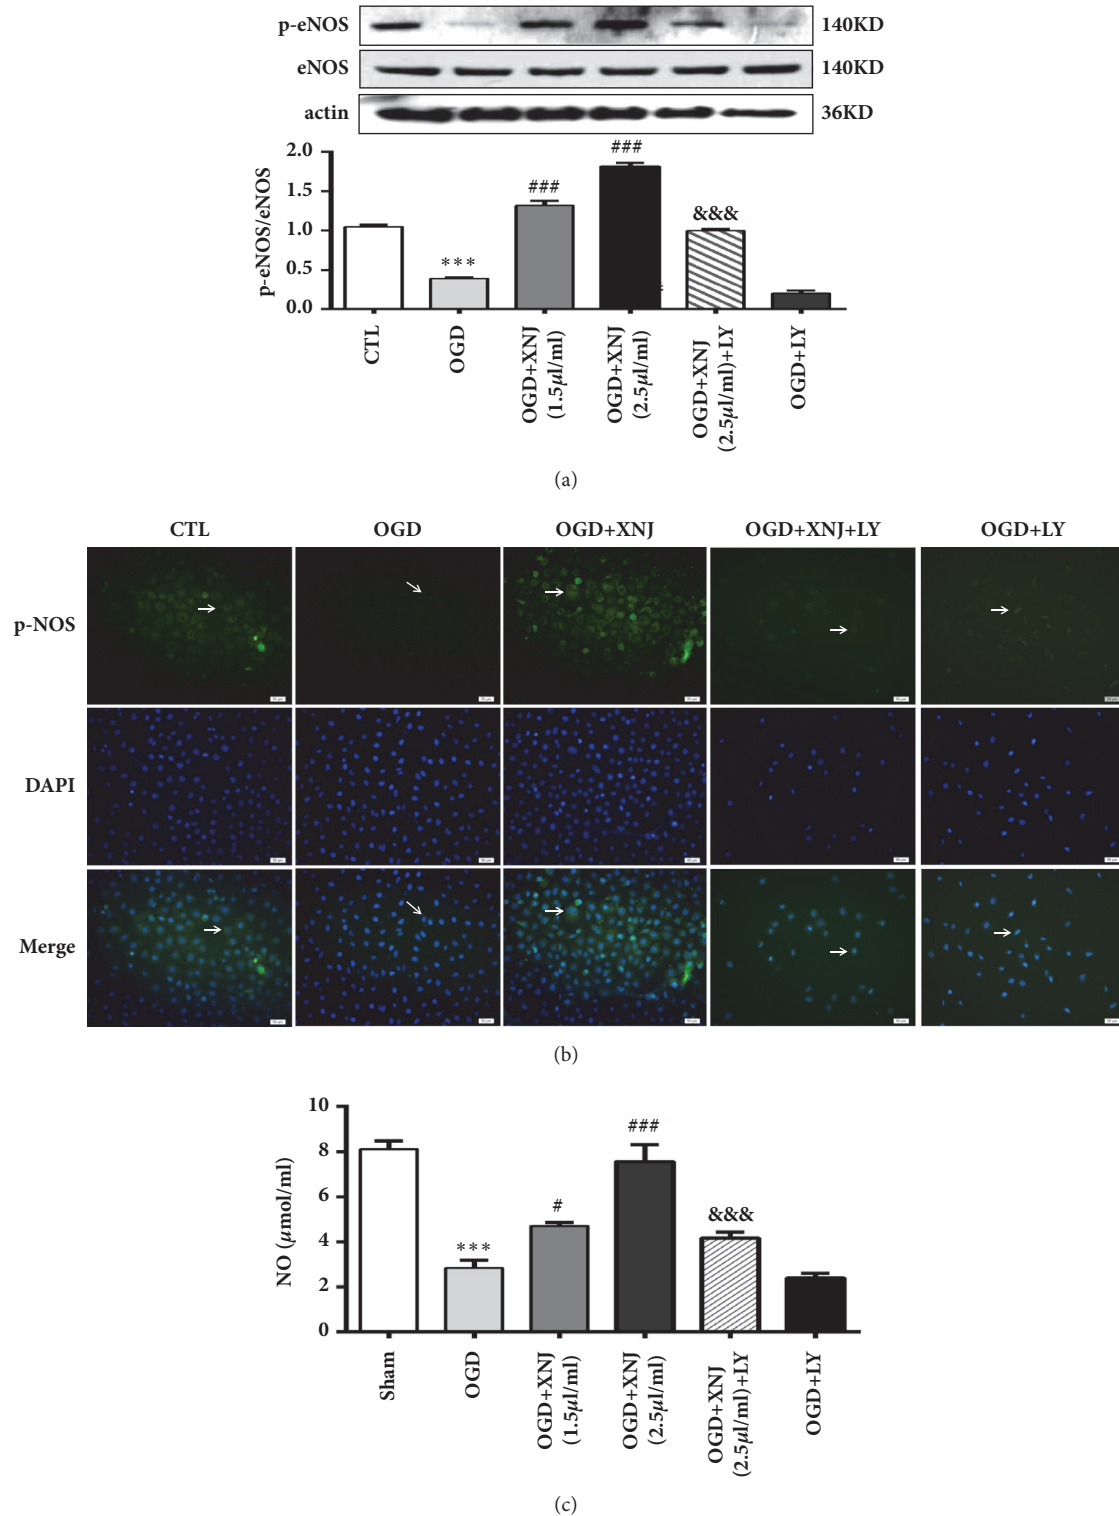 p-eNOS 140KD
eNOS 140KD
actin 36KD
2.0
1.5
1.0
0.5
0.0
p-eNOS/eNOS
***
###
###
&&&
CTL
OGD
OGD+XNJ
(1.5μl/ml)
OGD+XNJ
(2.5μl/ml)
OGD+XNJ
(2.5μl/ml)+LY
OGD+LY
(a)
CTL OGD OGD+XNJ OGD+XNJ+LY OGD+LY
p-NOS
DAPI
Merge
(b)
10
8
6
4
2
0
NO (μmol/ml)
***
#
###
&&&
Sham
OGD
OGD+XNJ
(1.5μl/ml)
OGD+XNJ
(2.5μl/ml)
OGD+XNJ
(2.5μl/ml)+LY
OGD+LY
(c)